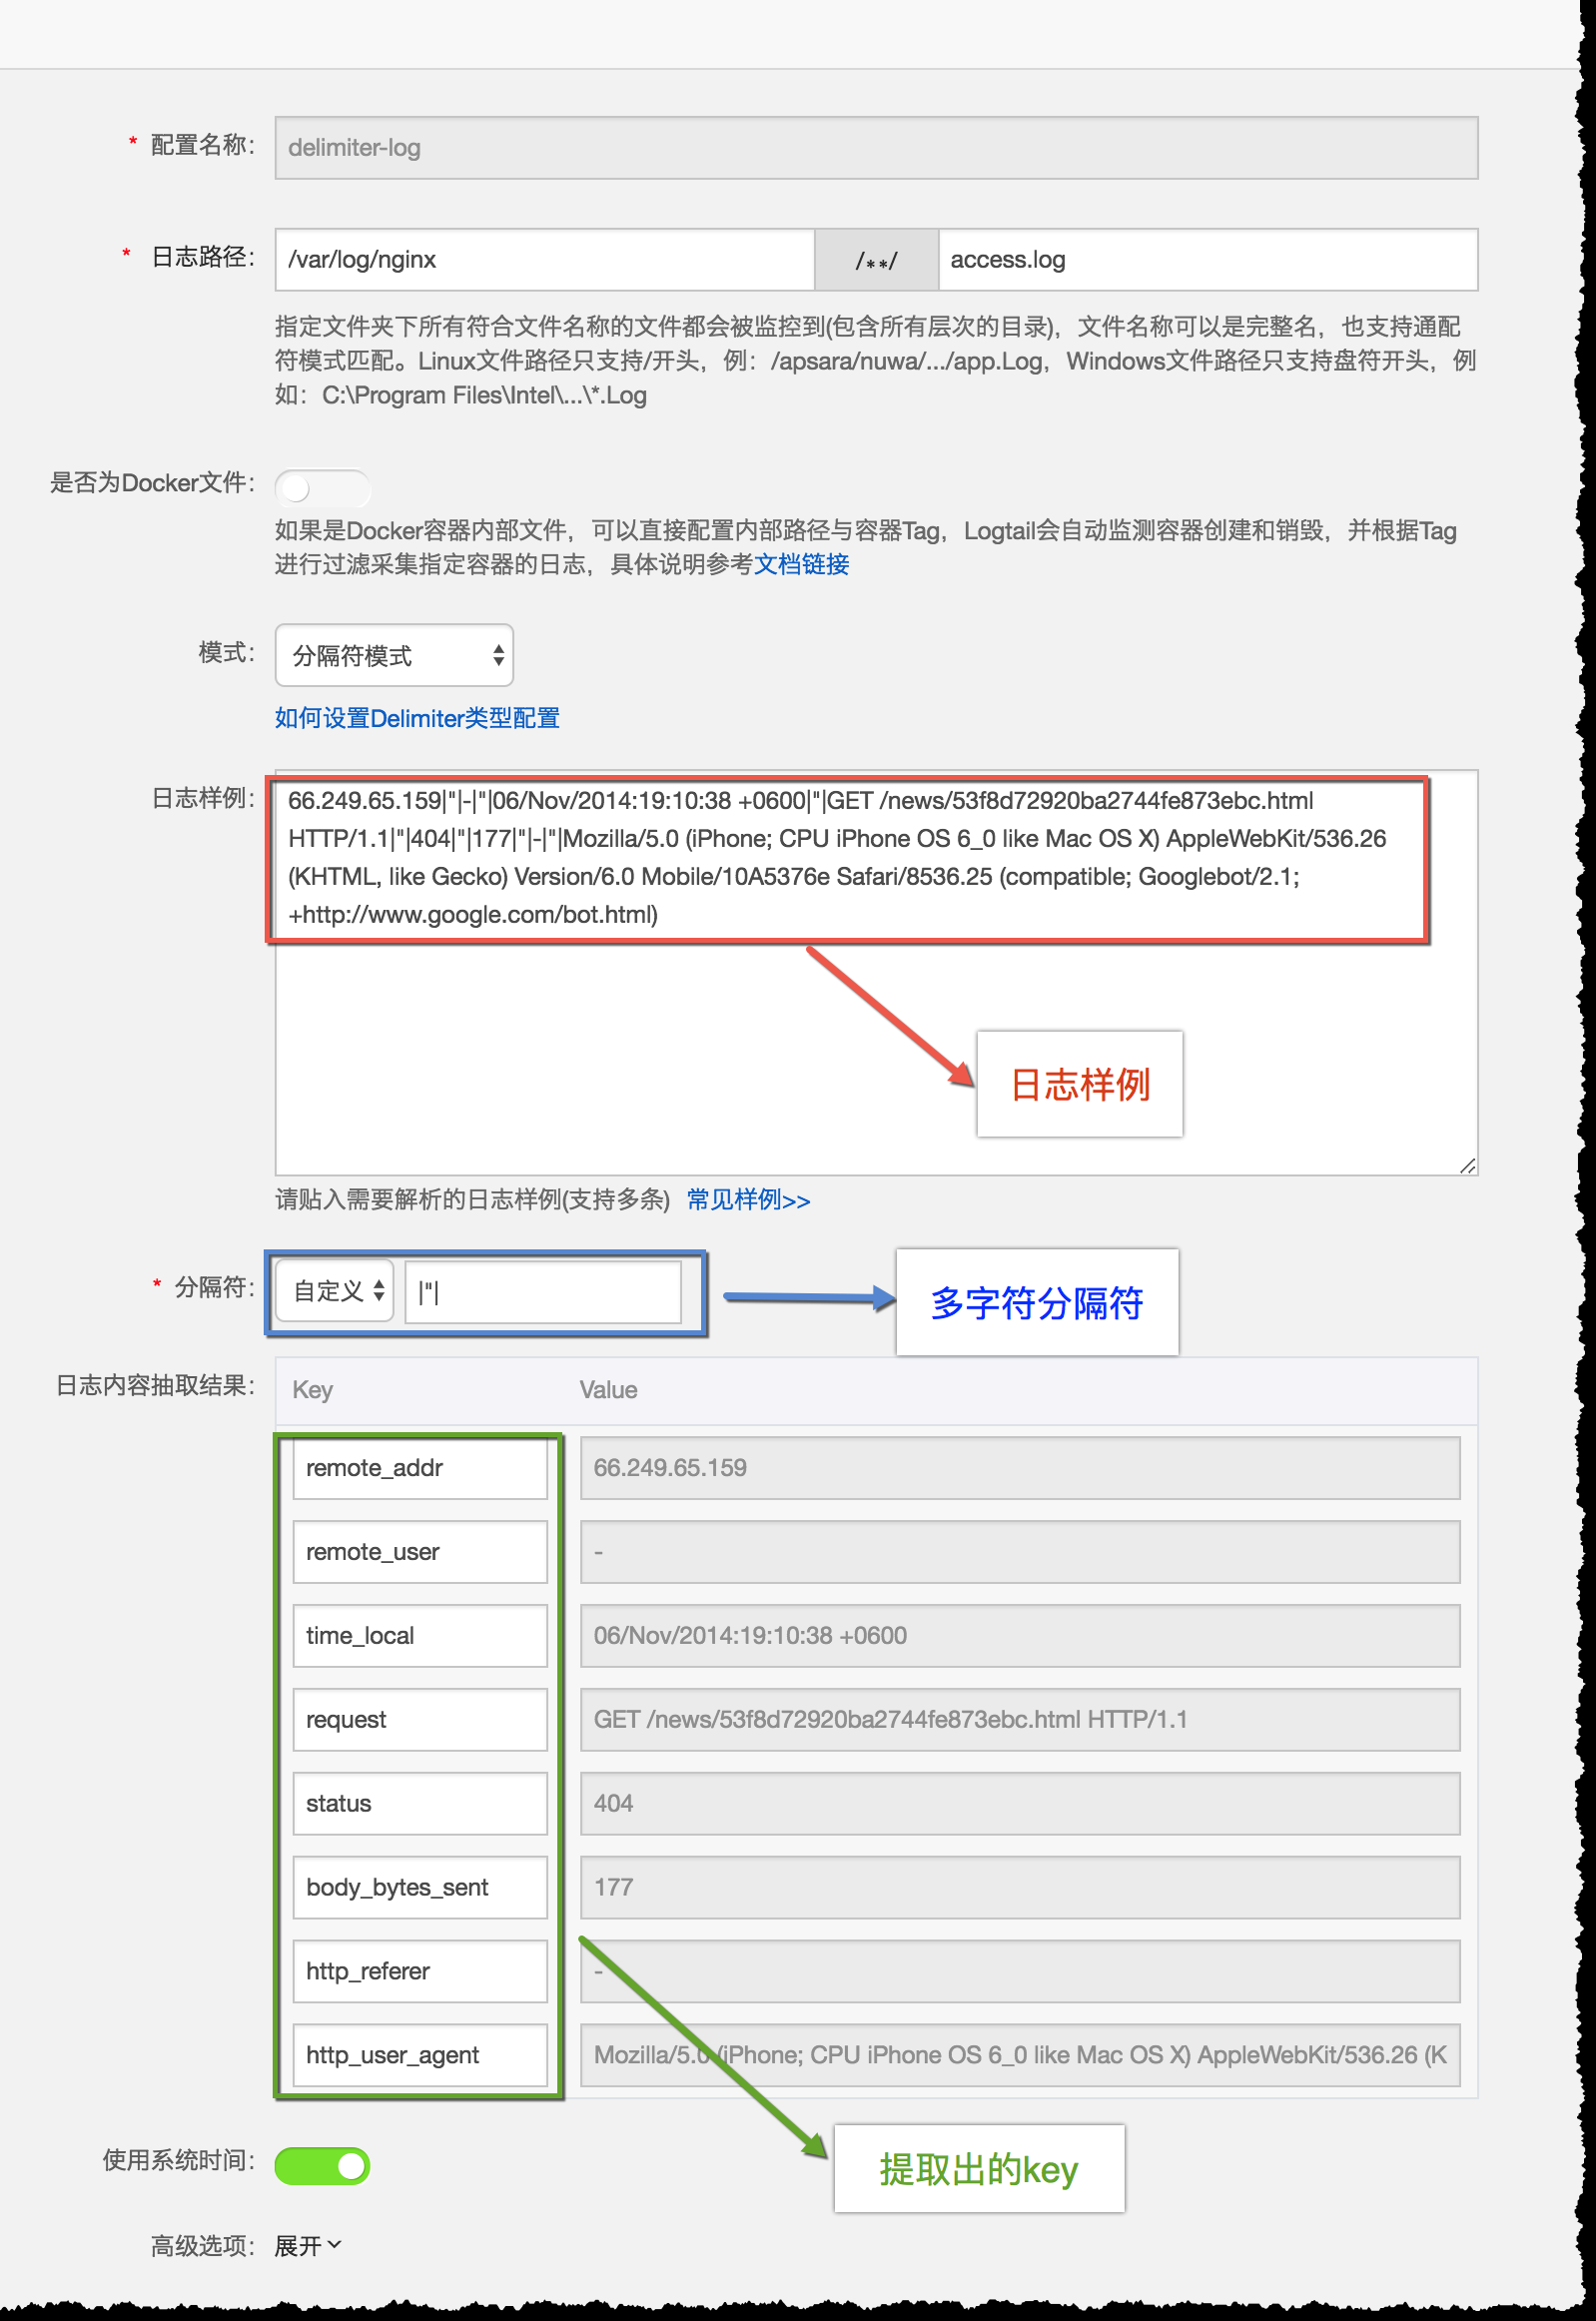 * 配置名称:
delimiter-log
* 日志路径:
/var/log/nginx /**/ access.log
指定文件夹下所有符合文件名称的文件都会被监控到(包含所有层次的目录)，文件名称可以是完整名，也支持通配
符模式匹配。Linux文件路径只支持/开头，例：/apsara/nuwa/.../app.Log，Windows文件路径只支持盘符开头，例
如：C:\Program Files\Intel\...\*.Log
是否为Docker文件:
如果是Docker容器内部文件，可以直接配置内部路径与容器Tag，Logtail会自动监测容器创建和销毁，并根据Tag
进行过滤采集指定容器的日志，具体说明参考文档链接
模式: 分隔符模式
如何设置Delimiter类型配置
日志样例:
66.249.65.159|"|-|"|06/Nov/2014:19:10:38 +0600|"|GET /news/53f8d72920ba2744fe873ebc.html
HTTP/1.1|"|404|"|177|"|-|"|Mozilla/5.0 (iPhone; CPU iPhone OS 6_0 like Mac OS X) AppleWebKit/536.26
(KHTML, like Gecko) Version/6.0 Mobile/10A5376e Safari/8536.25 (compatible; Googlebot/2.1;
+http://www.google.com/bot.html)
日志样例
请贴入需要解析的日志样例(支持多条) 常见样例>>
* 分隔符: 自定义 |"|
多字符分隔符
日志内容抽取结果:
Key Value
remote_addr 66.249.65.159
remote_user -
time_local 06/Nov/2014:19:10:38 +0600
request GET /news/53f8d72920ba2744fe873ebc.html HTTP/1.1
status 404
body_bytes_sent 177
http_referer -
http_user_agent Mozilla/5.0 (iPhone; CPU iPhone OS 6_0 like Mac OS X) AppleWebKit/536.26 (K
提取出的key
使用系统时间:
高级选项: 展开